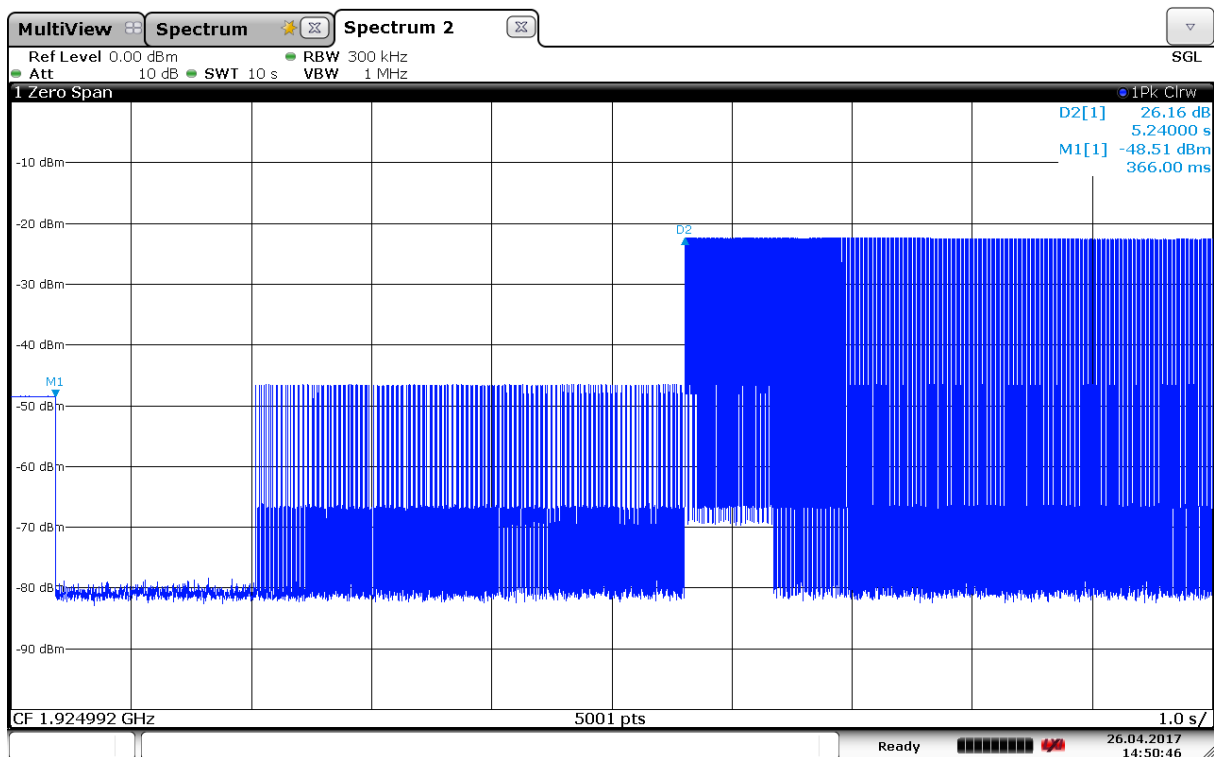 MultiView Spectrum Spectrum 2
Ref Level 0.00 dBm RBW 300 kHz SGL
Att 10 dB SWT 10 s VBW 1 MHz
1 Zero Span 1Pk Clrw
D2[1] 26.16 dB
5.24000 s
M1[1] -48.51 dBm
366.00 ms
-10 dBm
-20 dBm
D2
-30 dBm
-40 dBm
M1
-50 dBm
-60 dBm
-70 dBm
-80 dBm
-90 dBm
CF 1.924992 GHz 5001 pts 1.0 s/
Ready 26.04.2017
14:50:46